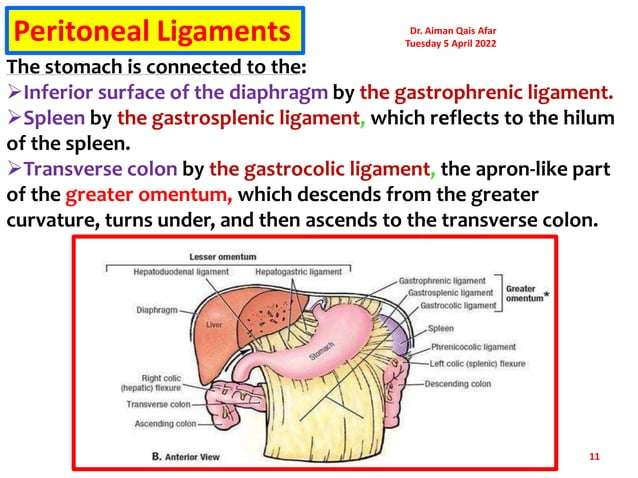 Peritoneal Ligaments
Dr. Aiman Qais Afar
Tuesday 5 April 2022
The stomach is connected to the:
➢Inferior surface of the diaphragm by the gastrophrenic ligament.
➢Spleen by the gastrosplenic ligament, which reflects to the hilum
of the spleen.
➢Transverse colon by the gastrocolic ligament, the apron-like part
of the greater omentum, which descends from the greater
curvature, turns under, and then ascends to the transverse colon.
Lesser omentum
Hepatoduodenal ligament
Hepatogastric ligament
Diaphragm
Liver
Stomach
Gastrophrenic ligament
Gastrosplenic ligament
Gastrocolic ligament
Greater
omentum*
Spleen
Phrenicocolic ligament
Left colic (splenic) flexure
Descending colon
Right colic
(hepatic) flexure
Transverse colon
Ascending colon
B. Anterior View
11